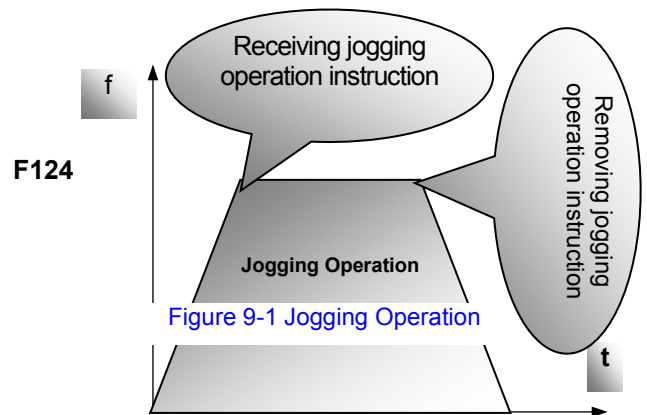 Receiving jogging
operation instruction
f
Removing jogging
operation instruction
F124
Jogging Operation
Figure 9-1 Jogging Operation
t